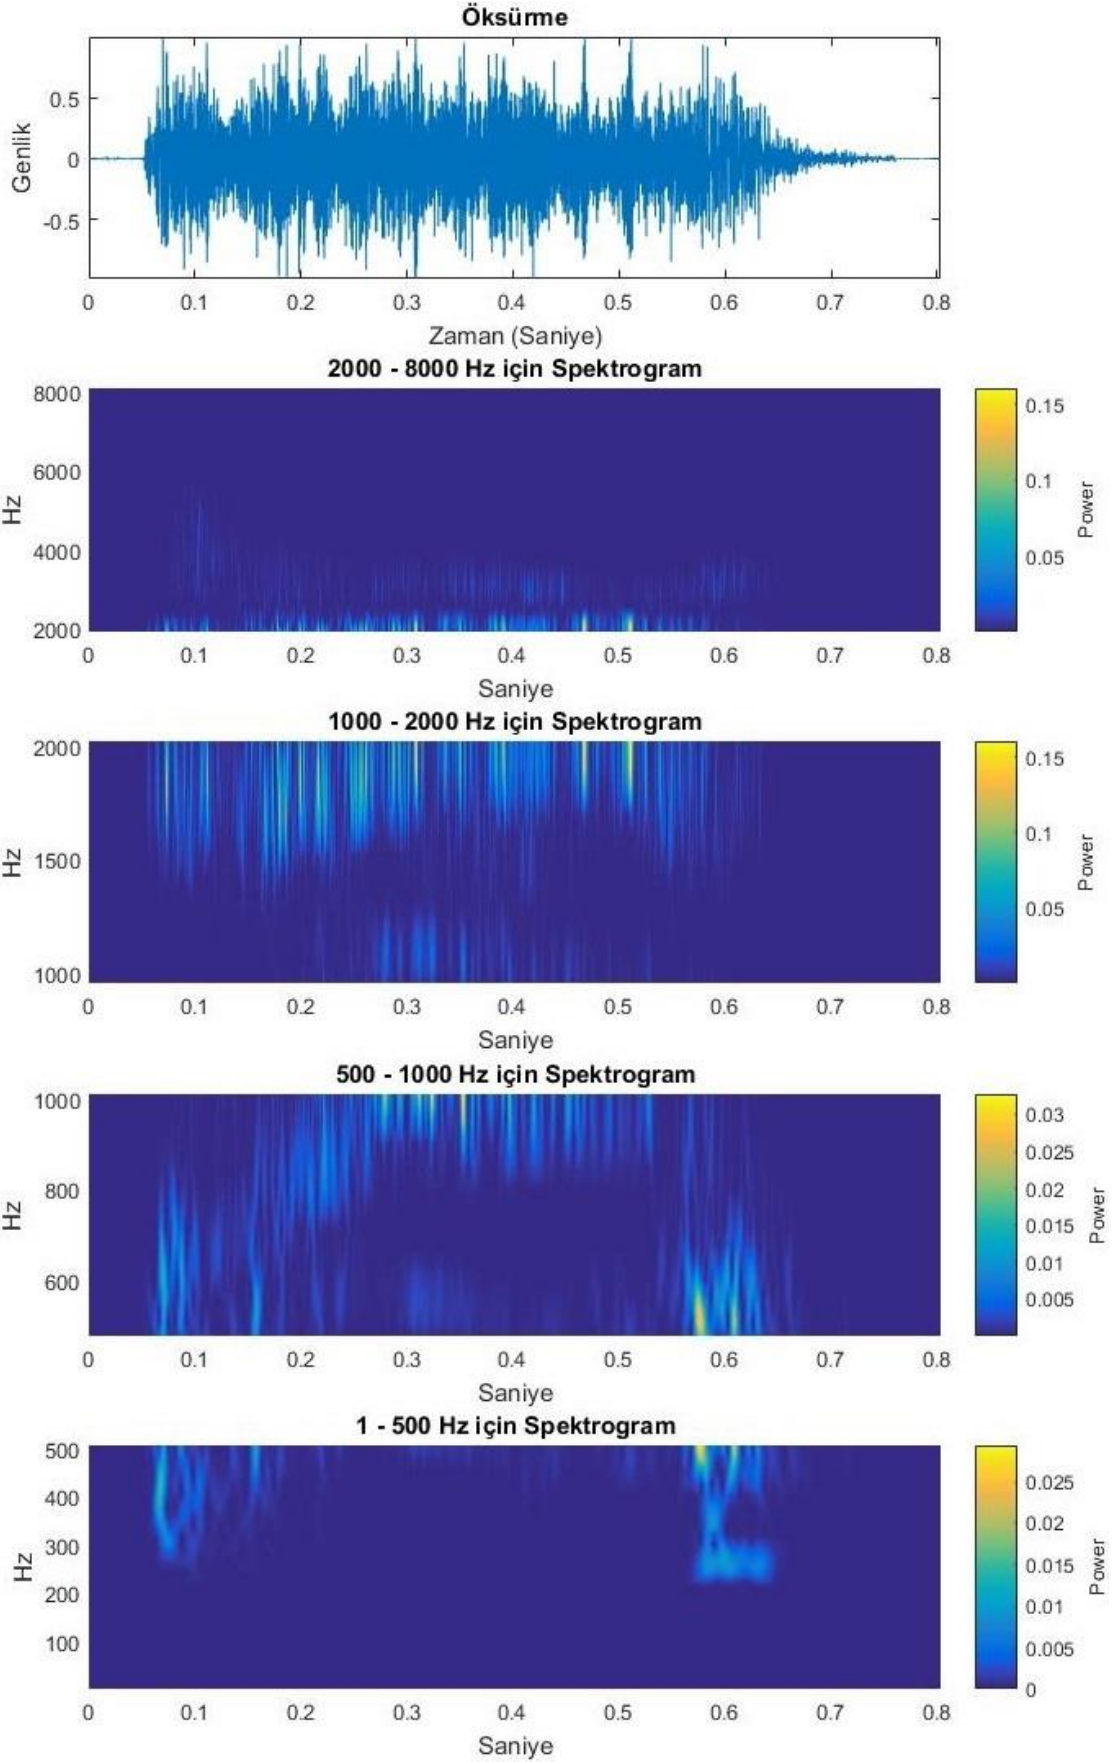 Öksürme
0.5
0
-0.5
Genlik
0 0.1 0.2 0.3 0.4 0.5 0.6 0.7 0.8
Zaman (Saniye)
2000 - 8000 Hz için Spektrogram
8000
6000
4000
2000
Hz
0 0.1 0.2 0.3 0.4 0.5 0.6 0.7 0.8
Saniye
0.15
0.1
0.05
Power
1000 - 2000 Hz için Spektrogram
2000
1500
1000
Hz
0 0.1 0.2 0.3 0.4 0.5 0.6 0.7 0.8
Saniye
0.15
0.1
0.05
Power
500 - 1000 Hz için Spektrogram
1000
800
600
Hz
0 0.1 0.2 0.3 0.4 0.5 0.6 0.7 0.8
Saniye
0.03
0.025
0.02
0.015
0.01
0.005
Power
1 - 500 Hz için Spektrogram
500
400
300
200
100
Hz
0 0.1 0.2 0.3 0.4 0.5 0.6 0.7 0.8
Saniye
0.025
0.02
0.015
0.01
0.005
0
Power